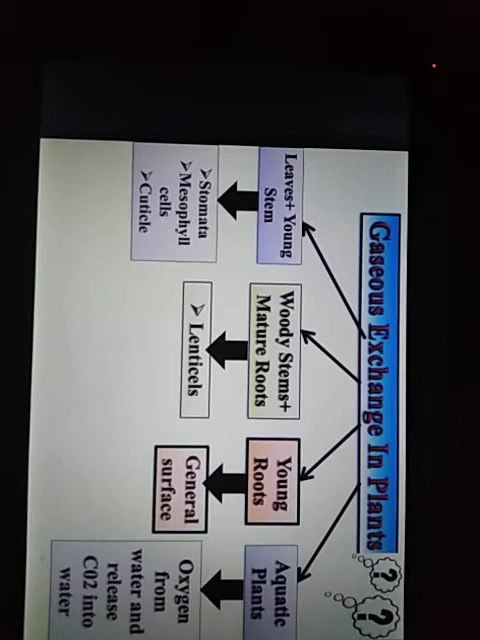 Gaseous Exchange In Plants
??
Leaves+ Young
Stem
➢Stomata
➢Mesophyll
cells
➢Cuticle
Woody Stems+
Mature Roots
➢ Lenticels
Young
Roots
General
surface
Aquatic
Plants
Oxygen
from
water and
release
C02 into
water